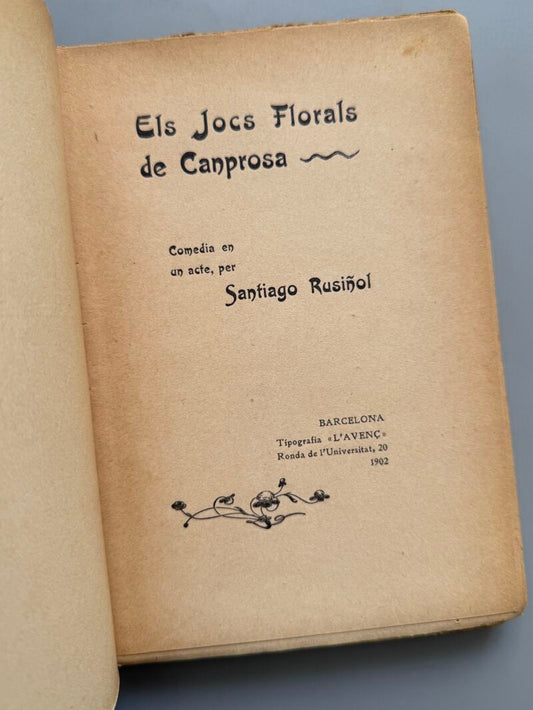 Els Jocs Florals
de Canprosa
Comedia en
un acte, per
Santiago Rusiñol
BARCELONA
Tipografia «L'AVENÇ»
Ronda de l'Universitat, 20
1902